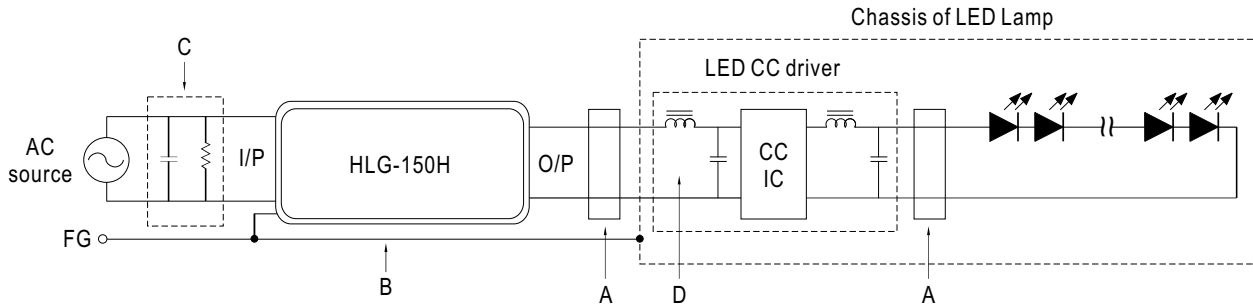 Chassis of LED Lamp
C
LED CC driver
AC
source
I/P
HLG-150H
O/P
CC
IC
FG
B
A
D
A